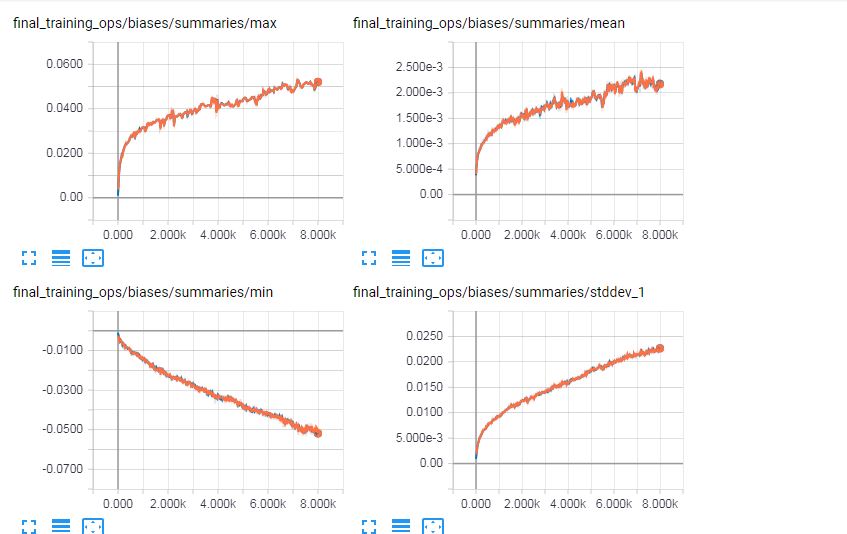 final_training_ops/biases/summaries/max
0.0600
0.0400
0.0200
0.00
0.000 2.000k 4.000k 6.000k 8.000k
final_training_ops/biases/summaries/mean
2.500e-3
2.000e-3
1.500e-3
1.000e-3
5.000e-4
0.00
0.000 2.000k 4.000k 6.000k 8.000k
final_training_ops/biases/summaries/min
-0.0100
-0.0300
-0.0500
-0.0700
0.000 2.000k 4.000k 6.000k 8.000k
final_training_ops/biases/summaries/stddev_1
0.0250
0.0200
0.0150
0.0100
5.000e-3
0.00
0.000 2.000k 4.000k 6.000k 8.000k